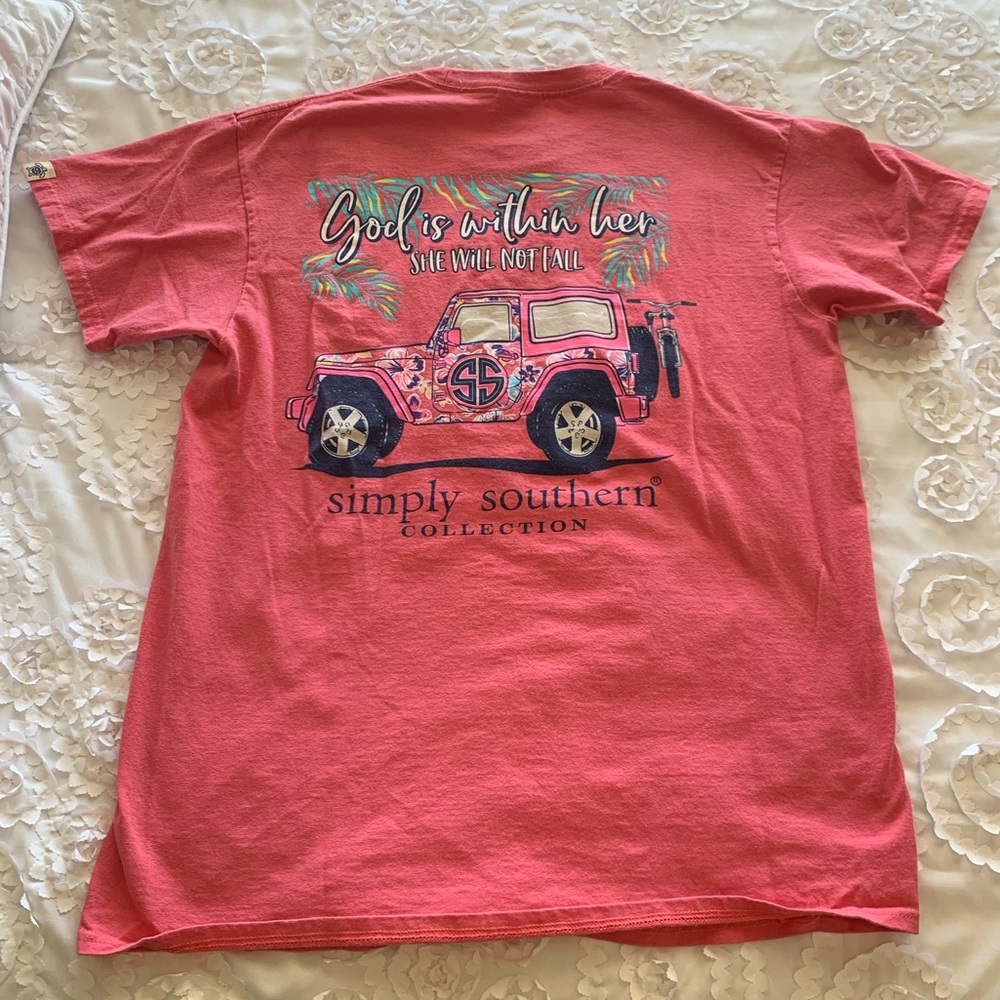 God is within her
SHE WiLL NOT FALL
SS
simply southern®
COLLECTION